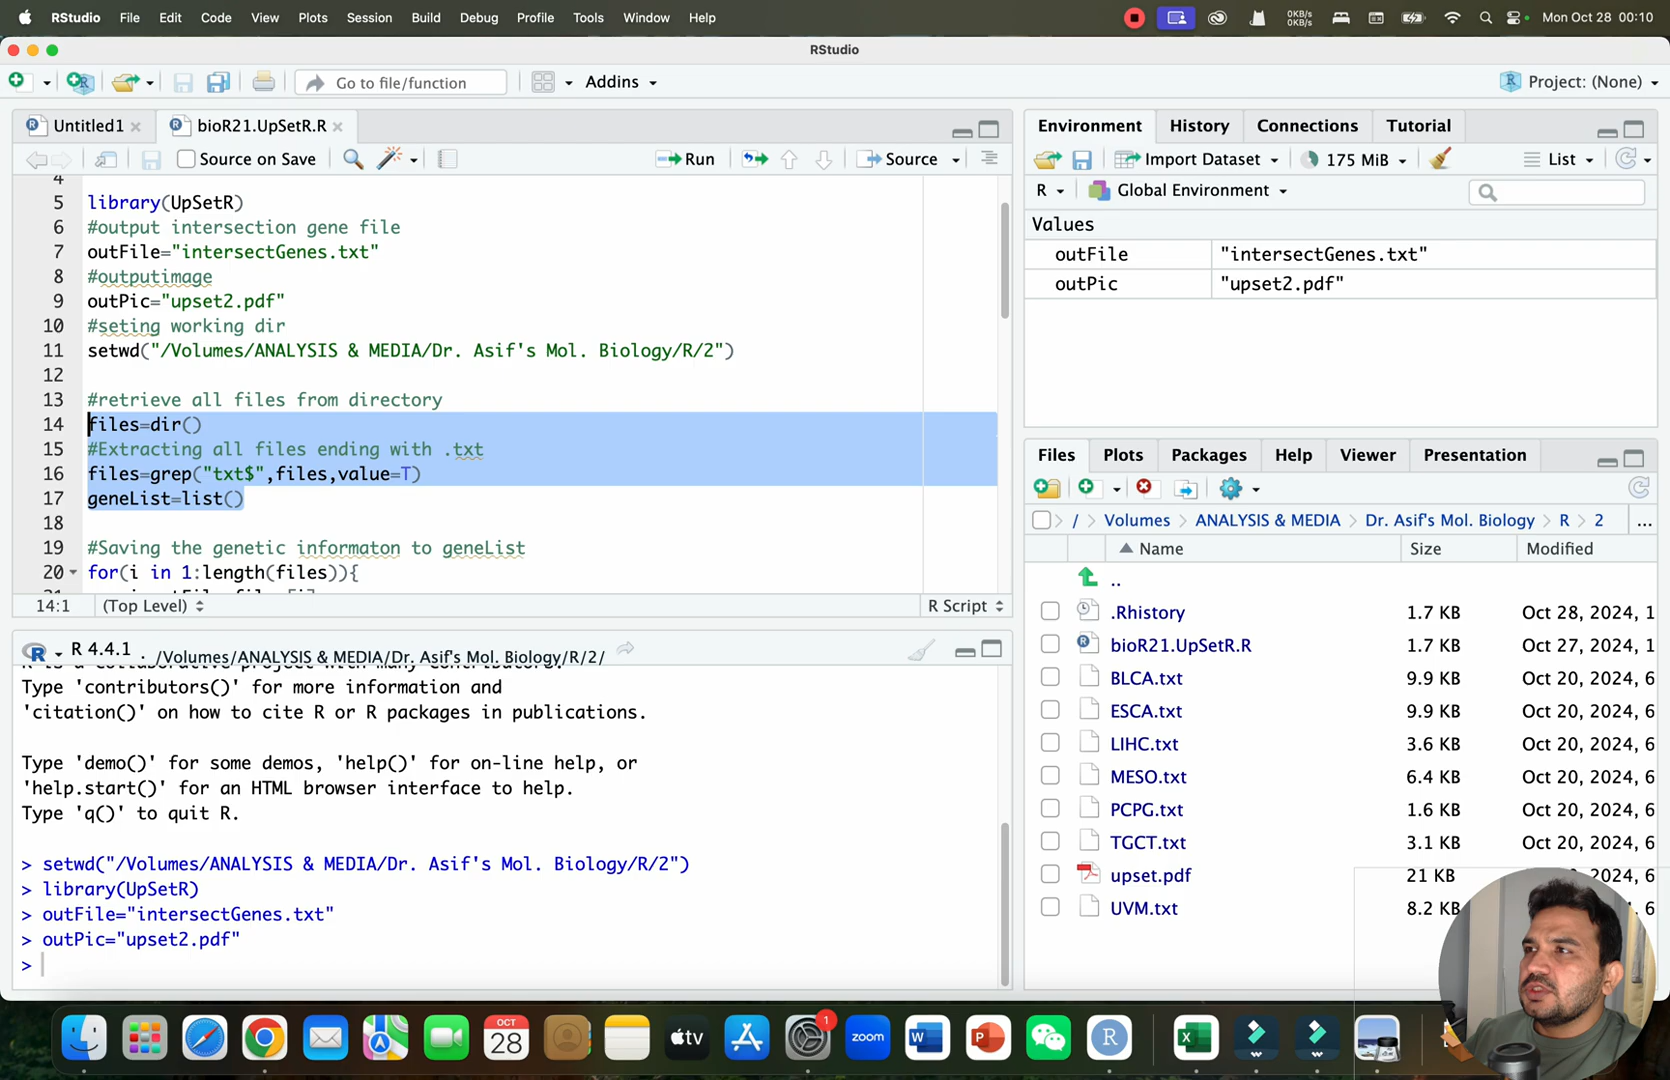 RStudio File Edit Code View Plots Session Build Debug Profile Tools Window Help 0KB/s 0KB/s Mon Oct 28 00:10
RStudio
Go to file/function Addins Project: (None)
Untitled1 bioR21.UpSetR.R
Source on Save Run Source
4
5 library(UpSetR)
6 #output intersection gene file
7 outFile="intersectGenes.txt"
8 #outputimage
9 outPic="upset2.pdf"
10 #seting working dir
11 setwd("/Volumes/ANALYSIS & MEDIA/Dr. Asif's Mol. Biology/R/2")
12
13 #retrieve all files from directory
14 files=dir()
15 #Extracting all files ending with .txt
16 files=grep("txt$",files,value=T)
17 geneList=list()
18
19 #Saving the genetic informaton to geneList
20 for(i in 1:length(files)){
14:1 (Top Level) R Script
R 4.4.1 . /Volumes/ANALYSIS & MEDIA/Dr. Asif's Mol. Biology/R/2/
R is a collaborative project with many contributors.
Type 'contributors()' for more information and
'citation()' on how to cite R or R packages in publications.
Type 'demo()' for some demos, 'help()' for on-line help, or
'help.start()' for an HTML browser interface to help.
Type 'q()' to quit R.
> setwd("/Volumes/ANALYSIS & MEDIA/Dr. Asif's Mol. Biology/R/2")
> library(UpSetR)
> outFile="intersectGenes.txt"
> outPic="upset2.pdf"
>
Environment History Connections Tutorial
Import Dataset 175 MiB List
R Global Environment
Values
outFile "intersectGenes.txt"
outPic "upset2.pdf"
Files Plots Packages Help Viewer Presentation
/ Volumes ANALYSIS & MEDIA Dr. Asif's Mol. Biology R 2 ...
Name Size Modified
..
.Rhistory 1.7 KB Oct 28, 2024, 1
bioR21.UpSetR.R 1.7 KB Oct 27, 2024, 1
BLCA.txt 9.9 KB Oct 20, 2024, 6
ESCA.txt 9.9 KB Oct 20, 2024, 6
LIHC.txt 3.6 KB Oct 20, 2024, 6
MESO.txt 6.4 KB Oct 20, 2024, 6
PCPG.txt 1.6 KB Oct 20, 2024, 6
TGCT.txt 3.1 KB Oct 20, 2024, 6
upset.pdf 21 KB
UVM.txt 8.2 KB
OCT
28 tv 1 zoom W P R X